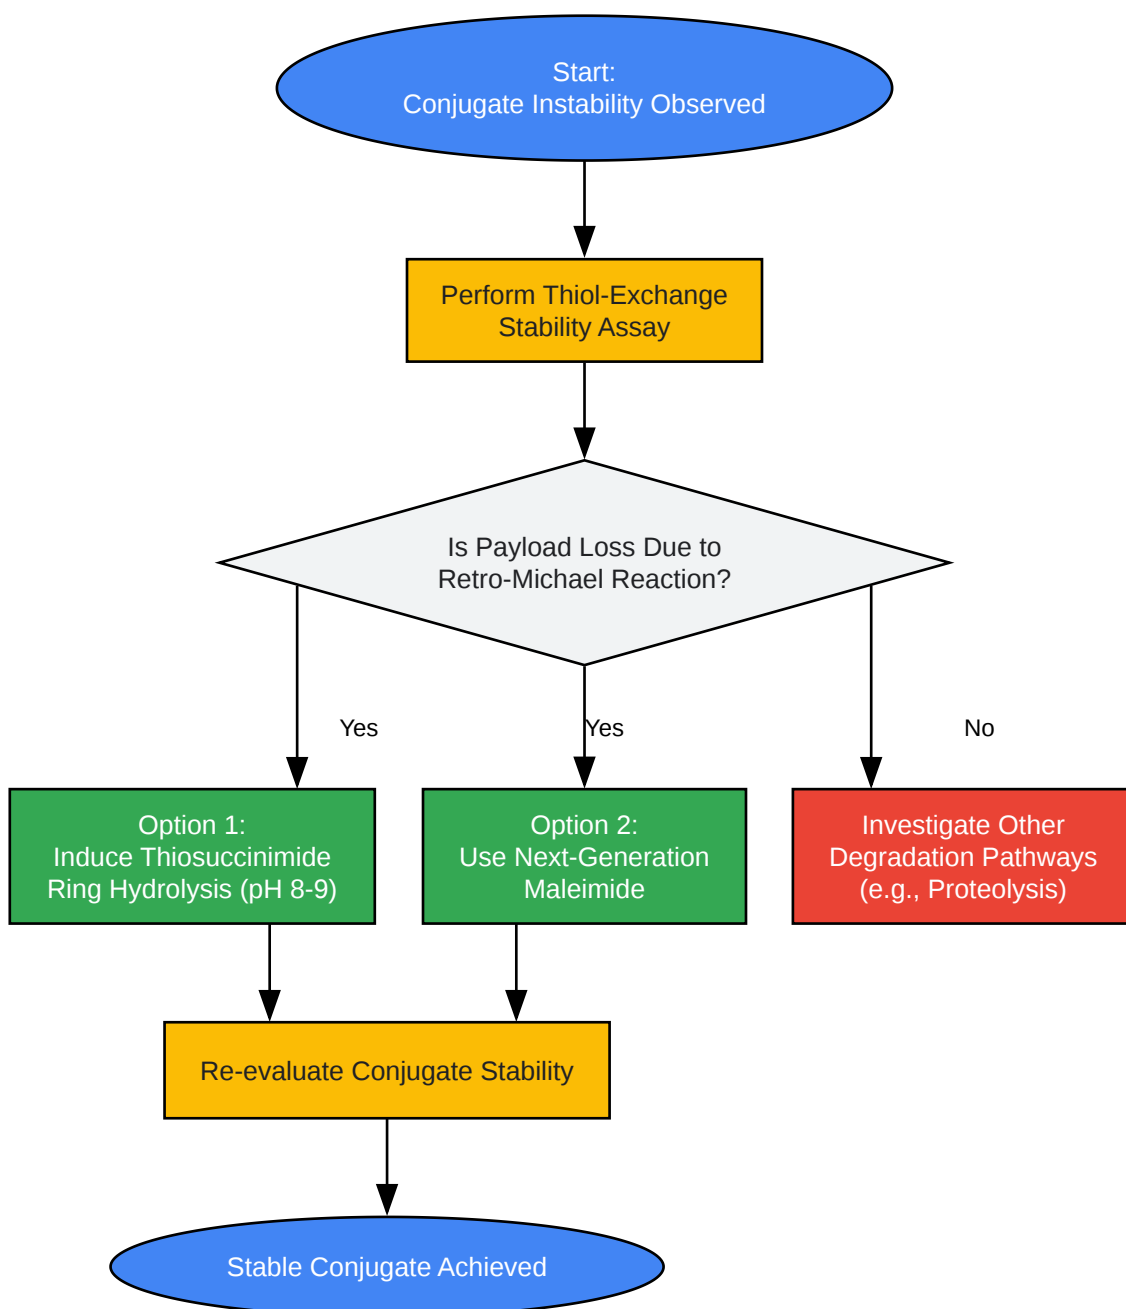 Start:
Conjugate Instability Observed
Perform Thiol-Exchange
Stability Assay
Is Payload Loss Due to
Retro-Michael Reaction?
Yes
Yes
No
Option 1:
Induce Thiosuccinimide
Ring Hydrolysis (pH 8-9)
Option 2:
Use Next-Generation
Maleimide
Investigate Other
Degradation Pathways
(e.g., Proteolysis)
Re-evaluate Conjugate Stability
Stable Conjugate Achieved